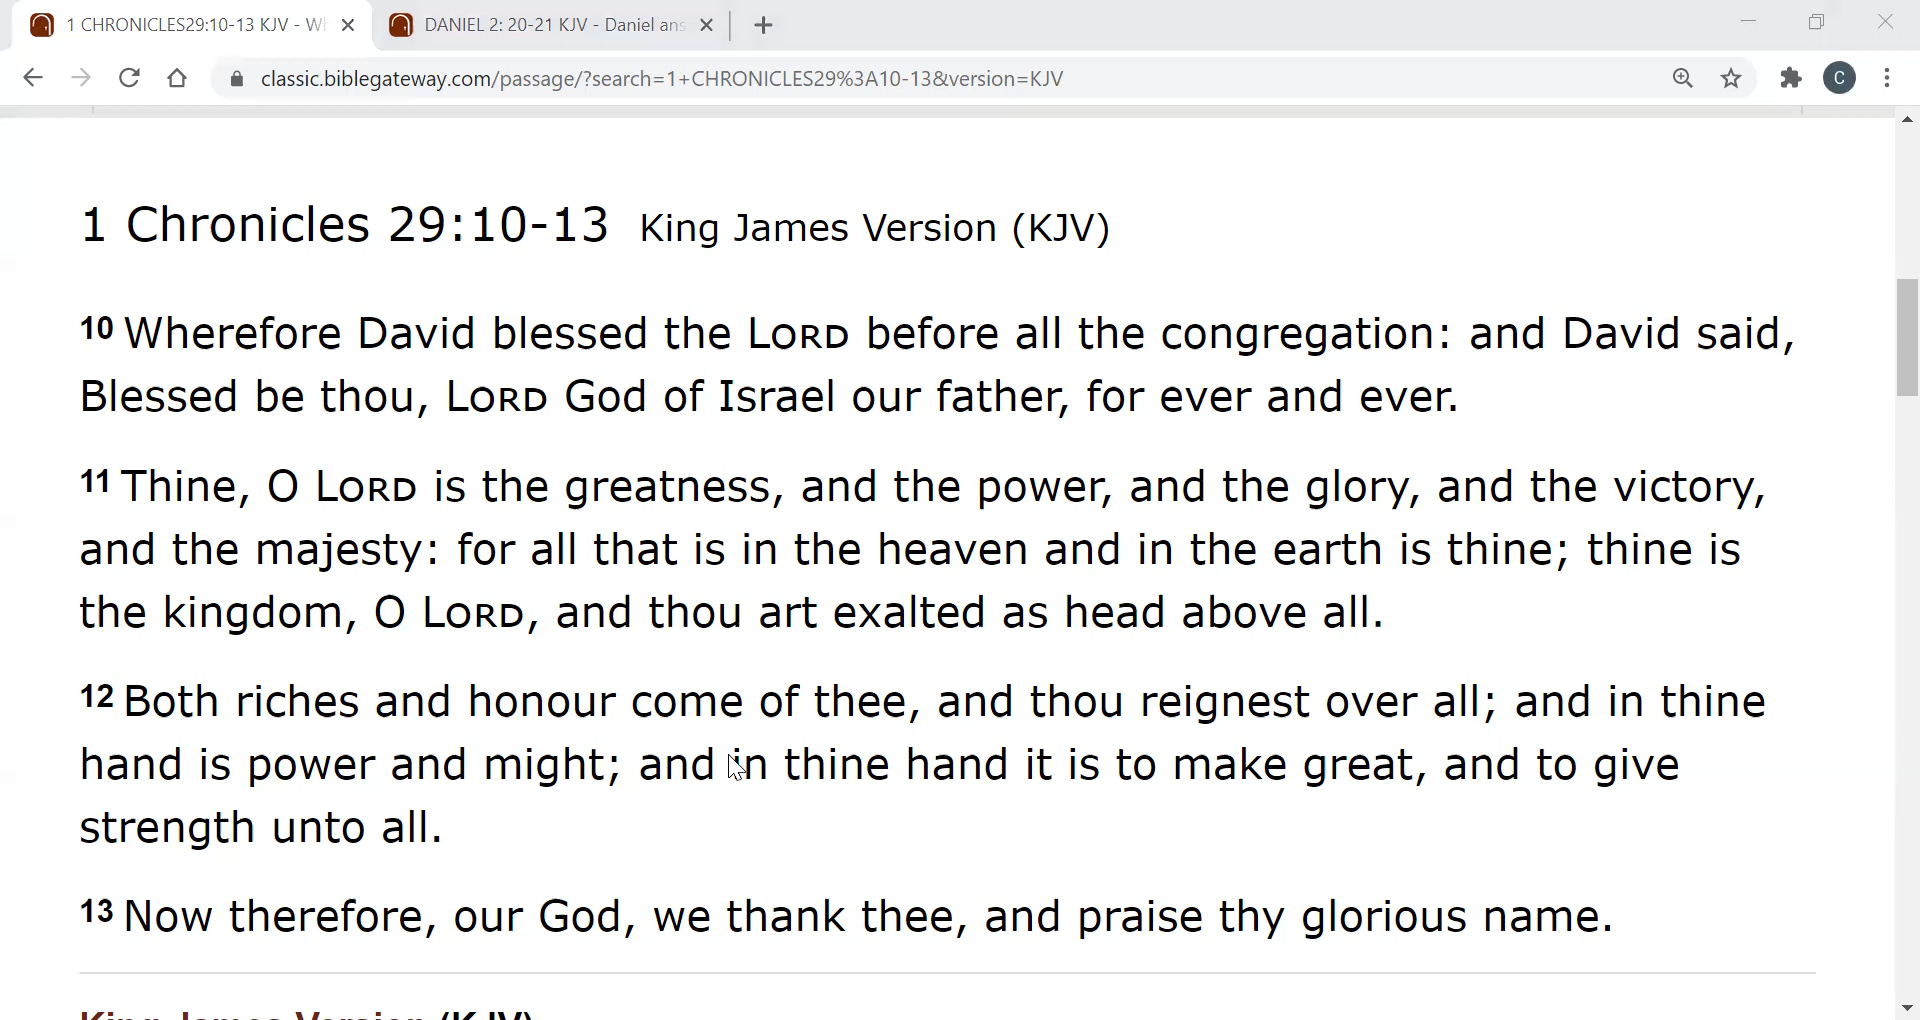 1 CHRONICLES29:10-13 KJV - Wh
DANIEL 2: 20-21 KJV - Daniel ans
classic.biblegateway.com/passage/?search=1+CHRONICLES29%3A10-13&version=KJV
C
1 Chronicles 29:10-13 King James Version (KJV)
10 Wherefore David blessed the LORD before all the congregation: and David said,
Blessed be thou, LORD God of Israel our father, for ever and ever.
11 Thine, O LORD is the greatness, and the power, and the glory, and the victory,
and the majesty: for all that is in the heaven and in the earth is thine; thine is
the kingdom, O LORD, and thou art exalted as head above all.
12 Both riches and honour come of thee, and thou reignest over all; and in thine
hand is power and might; and in thine hand it is to make great, and to give
strength unto all.
13 Now therefore, our God, we thank thee, and praise thy glorious name.
King James Version (KJV)